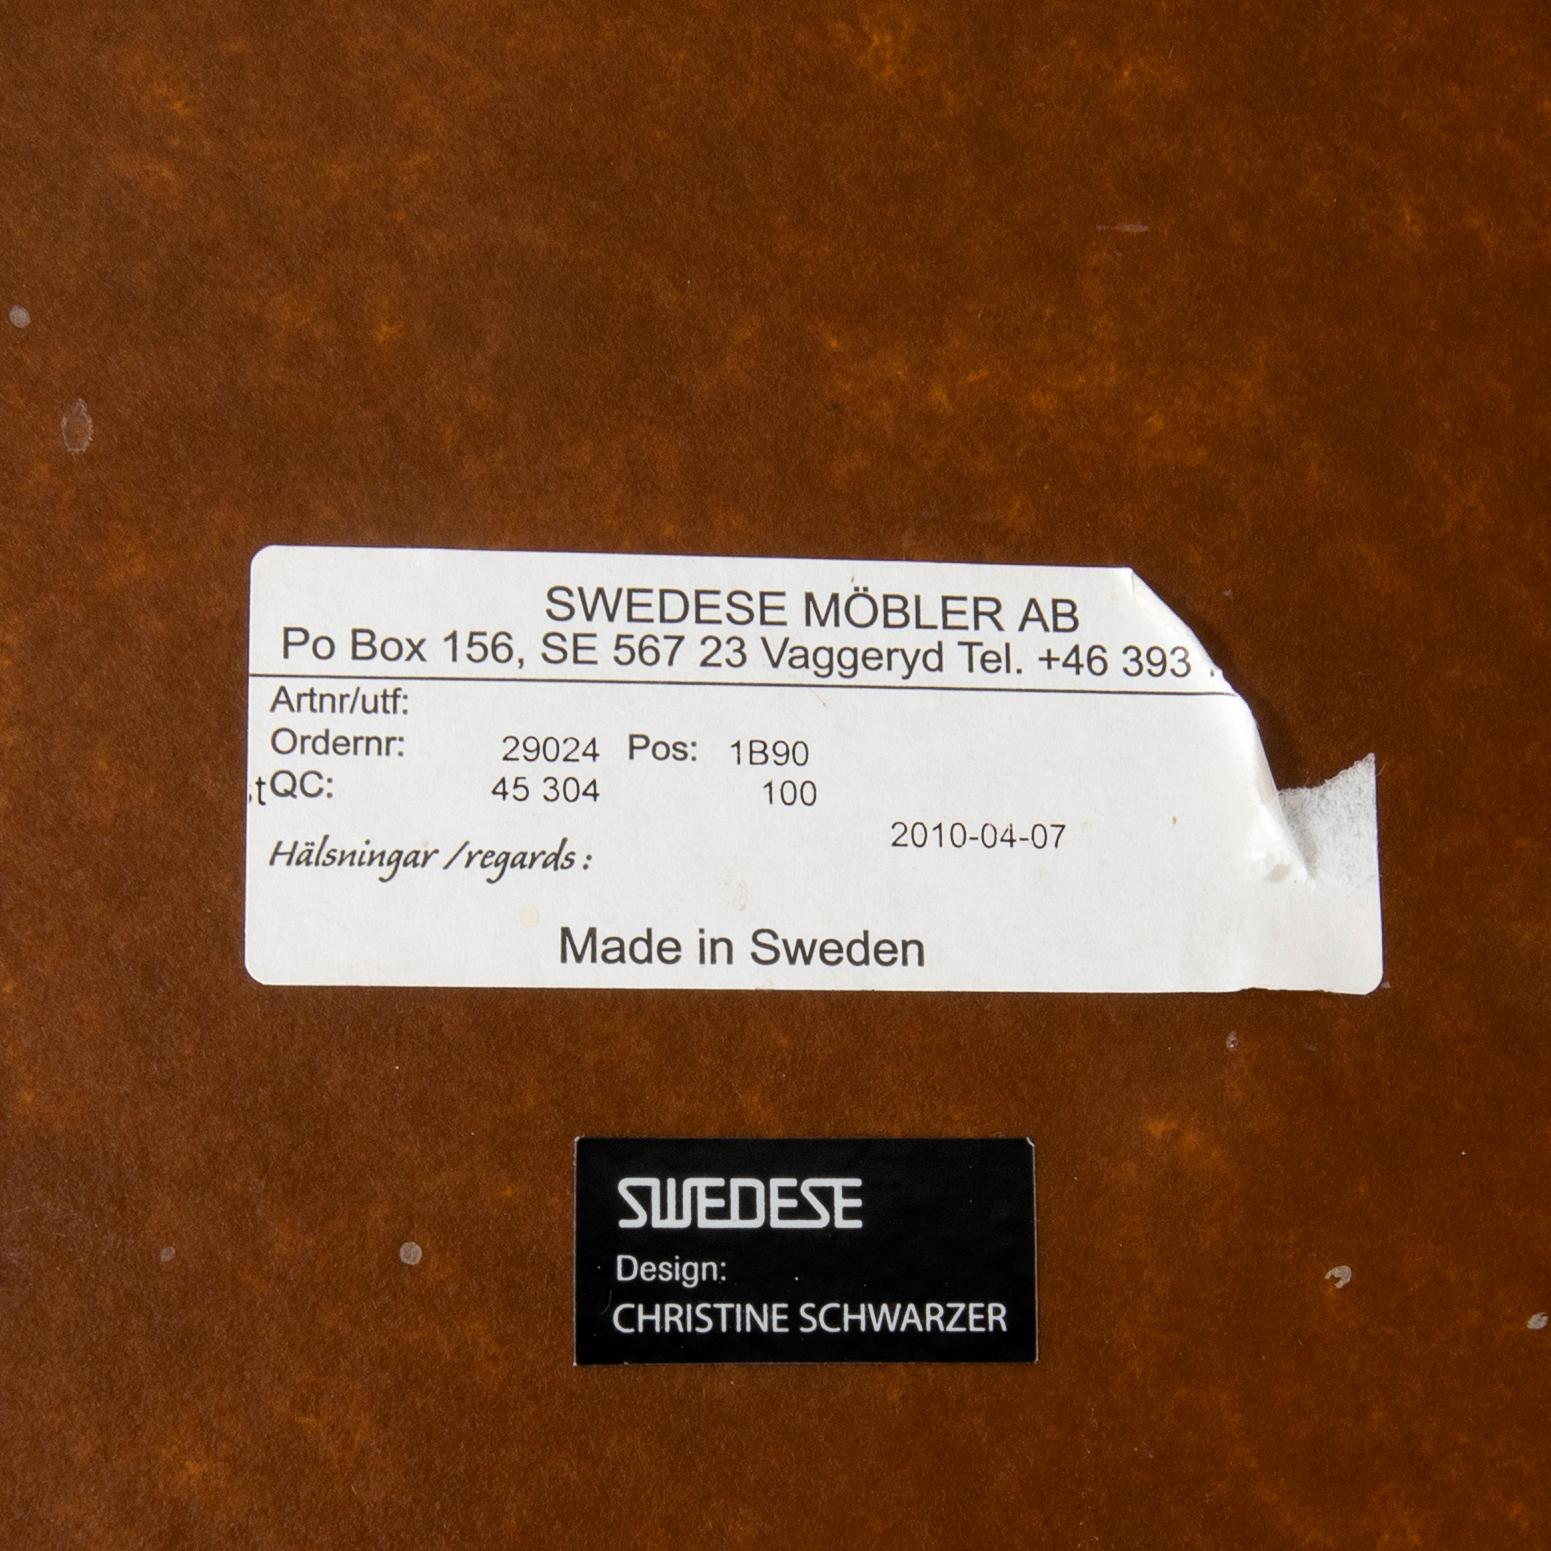 SWEDESE MÖBLER AB
Po Box 156, SE 567 23 Vaggeryd Tel. +46 393
Artnr/utf:
Ordernr: 29024 Pos: 1B90
.tQC: 45 304 100
2010-04-07
Hälsningar /regards :
Made in Sweden
SWEDESE
Design:
CHRISTINE SCHWARZER